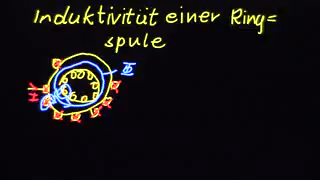 Induktivität einer Ring=
spule
Φ